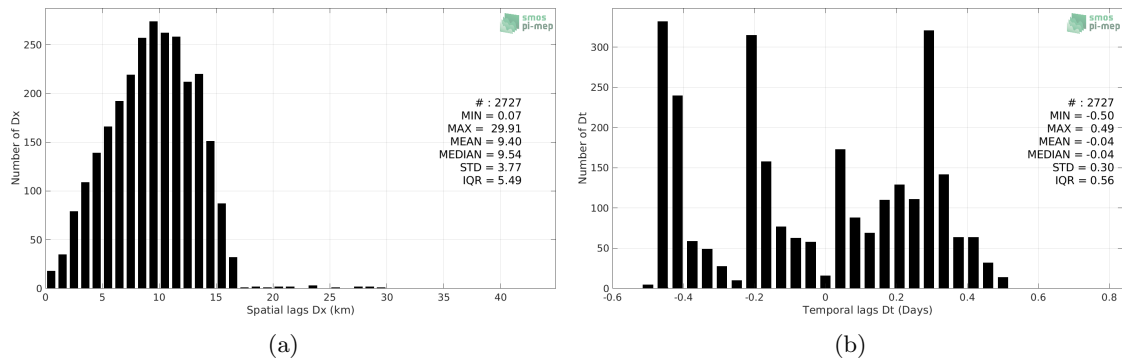 smos
pi-mep
250
200
150
100
50
0
Number of Dx
# : 2727
MIN = 0.07
MAX = 29.91
MEAN = 9.40
MEDIAN = 9.54
STD = 3.77
IQR = 5.49
0 5 10 15 20 25 30 35 40
Spatial lags Dx (km)
(a)
smos
pi-mep
300
250
200
150
100
50
0
Number of Dt
# : 2727
MIN = -0.50
MAX = 0.49
MEAN = -0.04
MEDIAN = -0.04
STD = 0.30
IQR = 0.56
-0.6 -0.4 -0.2 0 0.2 0.4 0.6 0.8
Temporal lags Dt (Days)
(b)